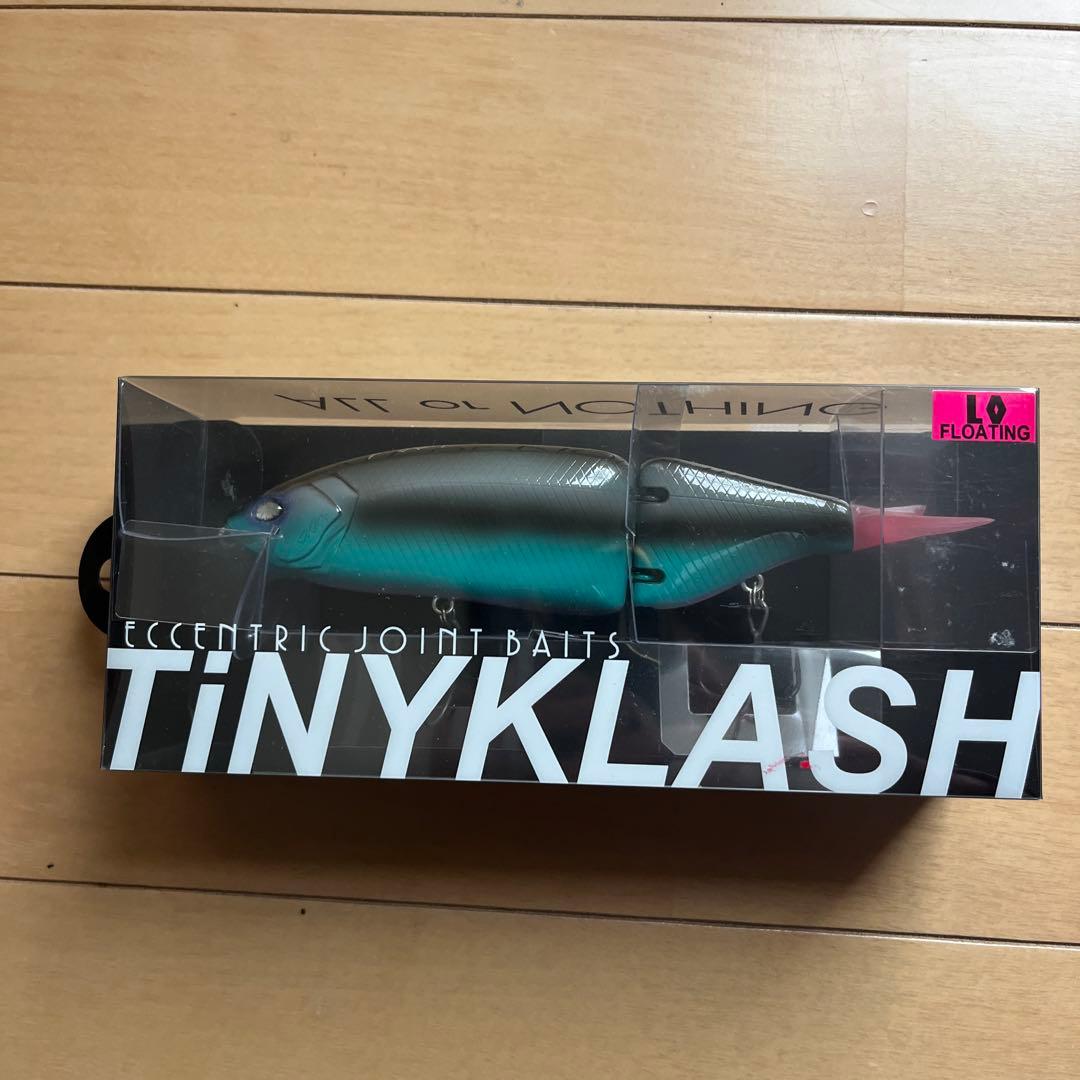 ALL or NOTHING
LO
FLOATING
ECCENTRIC JOINT BAITS
TiNYKLASH